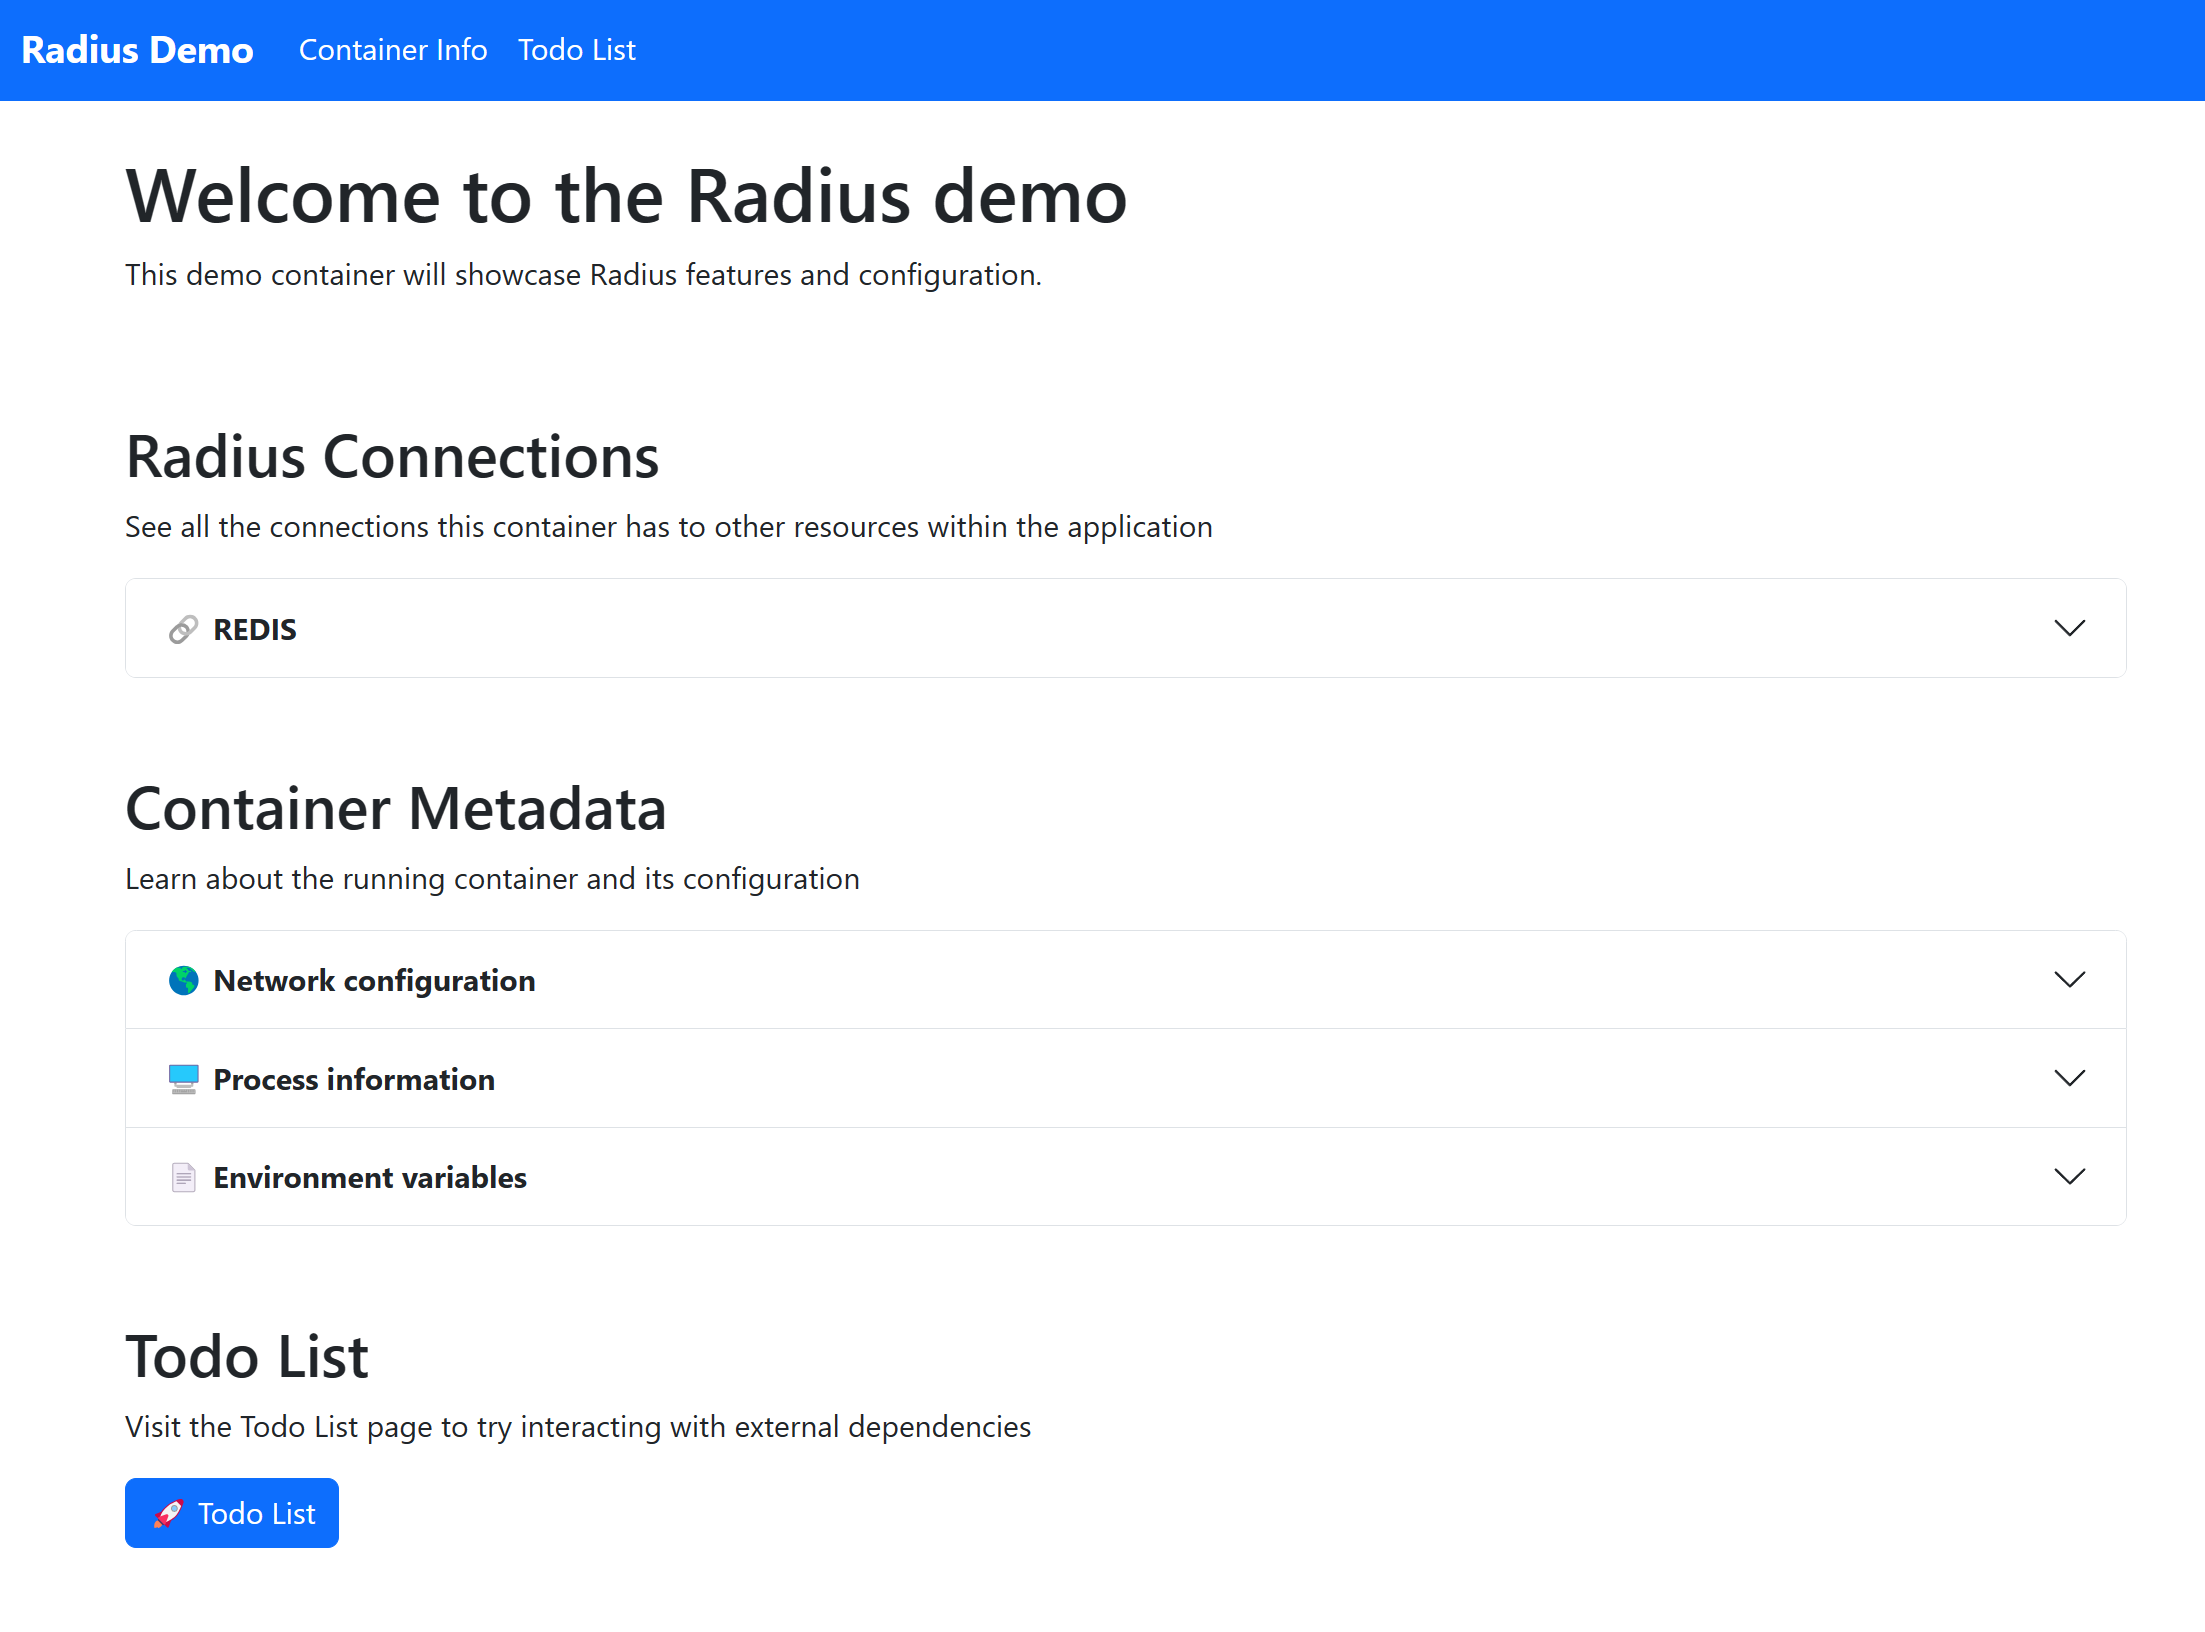 Radius Demo Container Info Todo List
Welcome to the Radius demo
This demo container will showcase Radius features and configuration.
Radius Connections
See all the connections this container has to other resources within the application
REDIS
Container Metadata
Learn about the running container and its configuration
Network configuration
Process information
Environment variables
Todo List
Visit the Todo List page to try interacting with external dependencies
Todo List